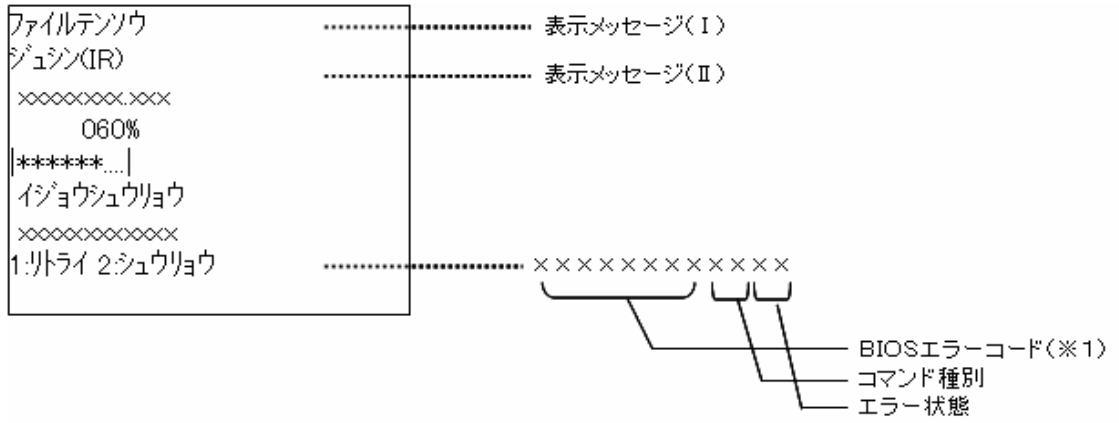 ファイルテンソウ
表示メッセージ(Ⅰ)
ジュシン(IR)
表示メッセージ(Ⅱ)
××××××××.×××
060%
|******....|
イジョウシュウリョウ
××××××××××××
1:リトライ 2:シュウリョウ
××××××××××××
BIOSエラーコード(※1)
コマンド種別
エラー状態